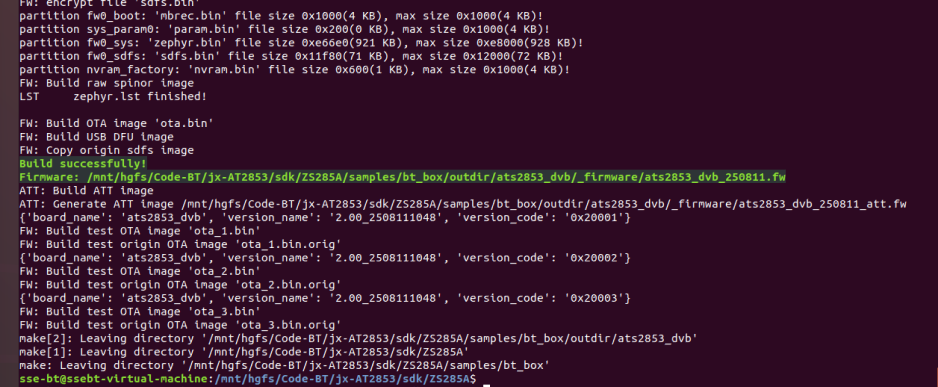 FW: encrypt file 'sdfs.bin'
partition fw0_boot: 'mbrec.bin' file size 0x1000(4 KB), max size 0x1000(4 KB)!
partition sys_param0: 'param.bin' file size 0x200(0 KB), max size 0x1000(4 KB)!
partition fw0_sys: 'zephyr.bin' file size 0xe66e0(921 KB), max size 0xe8000(928 KB)!
partition fw0_sdfs: 'sdfs.bin' file size 0x11f80(71 KB), max size 0x12000(72 KB)!
partition nvram_factory: 'nvram.bin' file size 0x600(1 KB), max size 0x1000(4 KB)!
FW: Build raw spinor image
LST     zephyr.lst finished!
FW: Build OTA image 'ota.bin'
FW: Build USB DFU image
FW: Copy origin sdfs image
Build successfully!
Firmware: /mnt/hgfs/Code-BT/jx-AT2853/sdk/ZS285A/samples/bt_box/outdir/ats2853_dvb/_firmware/ats2853_dvb_250811.fw
ATT: Build ATT image
ATT: Generate ATT image /mnt/hgfs/Code-BT/jx-AT2853/sdk/ZS285A/samples/bt_box/outdir/ats2853_dvb/_firmware/ats2853_dvb_250811_att.fw
{'board_name': 'ats2853_dvb', 'version_name': '2.00_2508111048', 'version_code': '0x20001'}
FW: Build test OTA image 'ota_1.bin'
FW: Build test origin OTA image 'ota_1.bin.orig'
{'board_name': 'ats2853_dvb', 'version_name': '2.00_2508111048', 'version_code': '0x20002'}
FW: Build test OTA image 'ota_2.bin'
FW: Build test origin OTA image 'ota_2.bin.orig'
{'board_name': 'ats2853_dvb', 'version_name': '2.00_2508111048', 'version_code': '0x20003'}
FW: Build test OTA image 'ota_3.bin'
FW: Build test origin OTA image 'ota_3.bin.orig'
make[2]: Leaving directory '/mnt/hgfs/Code-BT/jx-AT2853/sdk/ZS285A/samples/bt_box/outdir/ats2853_dvb'
make[1]: Leaving directory '/mnt/hgfs/Code-BT/jx-AT2853/sdk/ZS285A'
make: Leaving directory '/mnt/hgfs/Code-BT/jx-AT2853/sdk/ZS285A/samples/bt_box'
sse-bt@ssebt-virtual-machine:/mnt/hgfs/Code-BT/jx-AT2853/sdk/ZS285A$